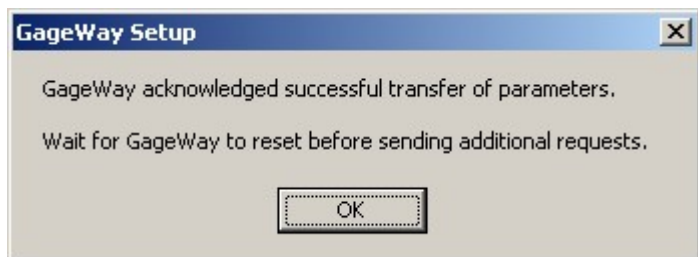 GageWay Setup
GageWay acknowledged successful transfer of parameters.
Wait for GageWay to reset before sending additional requests.
OK